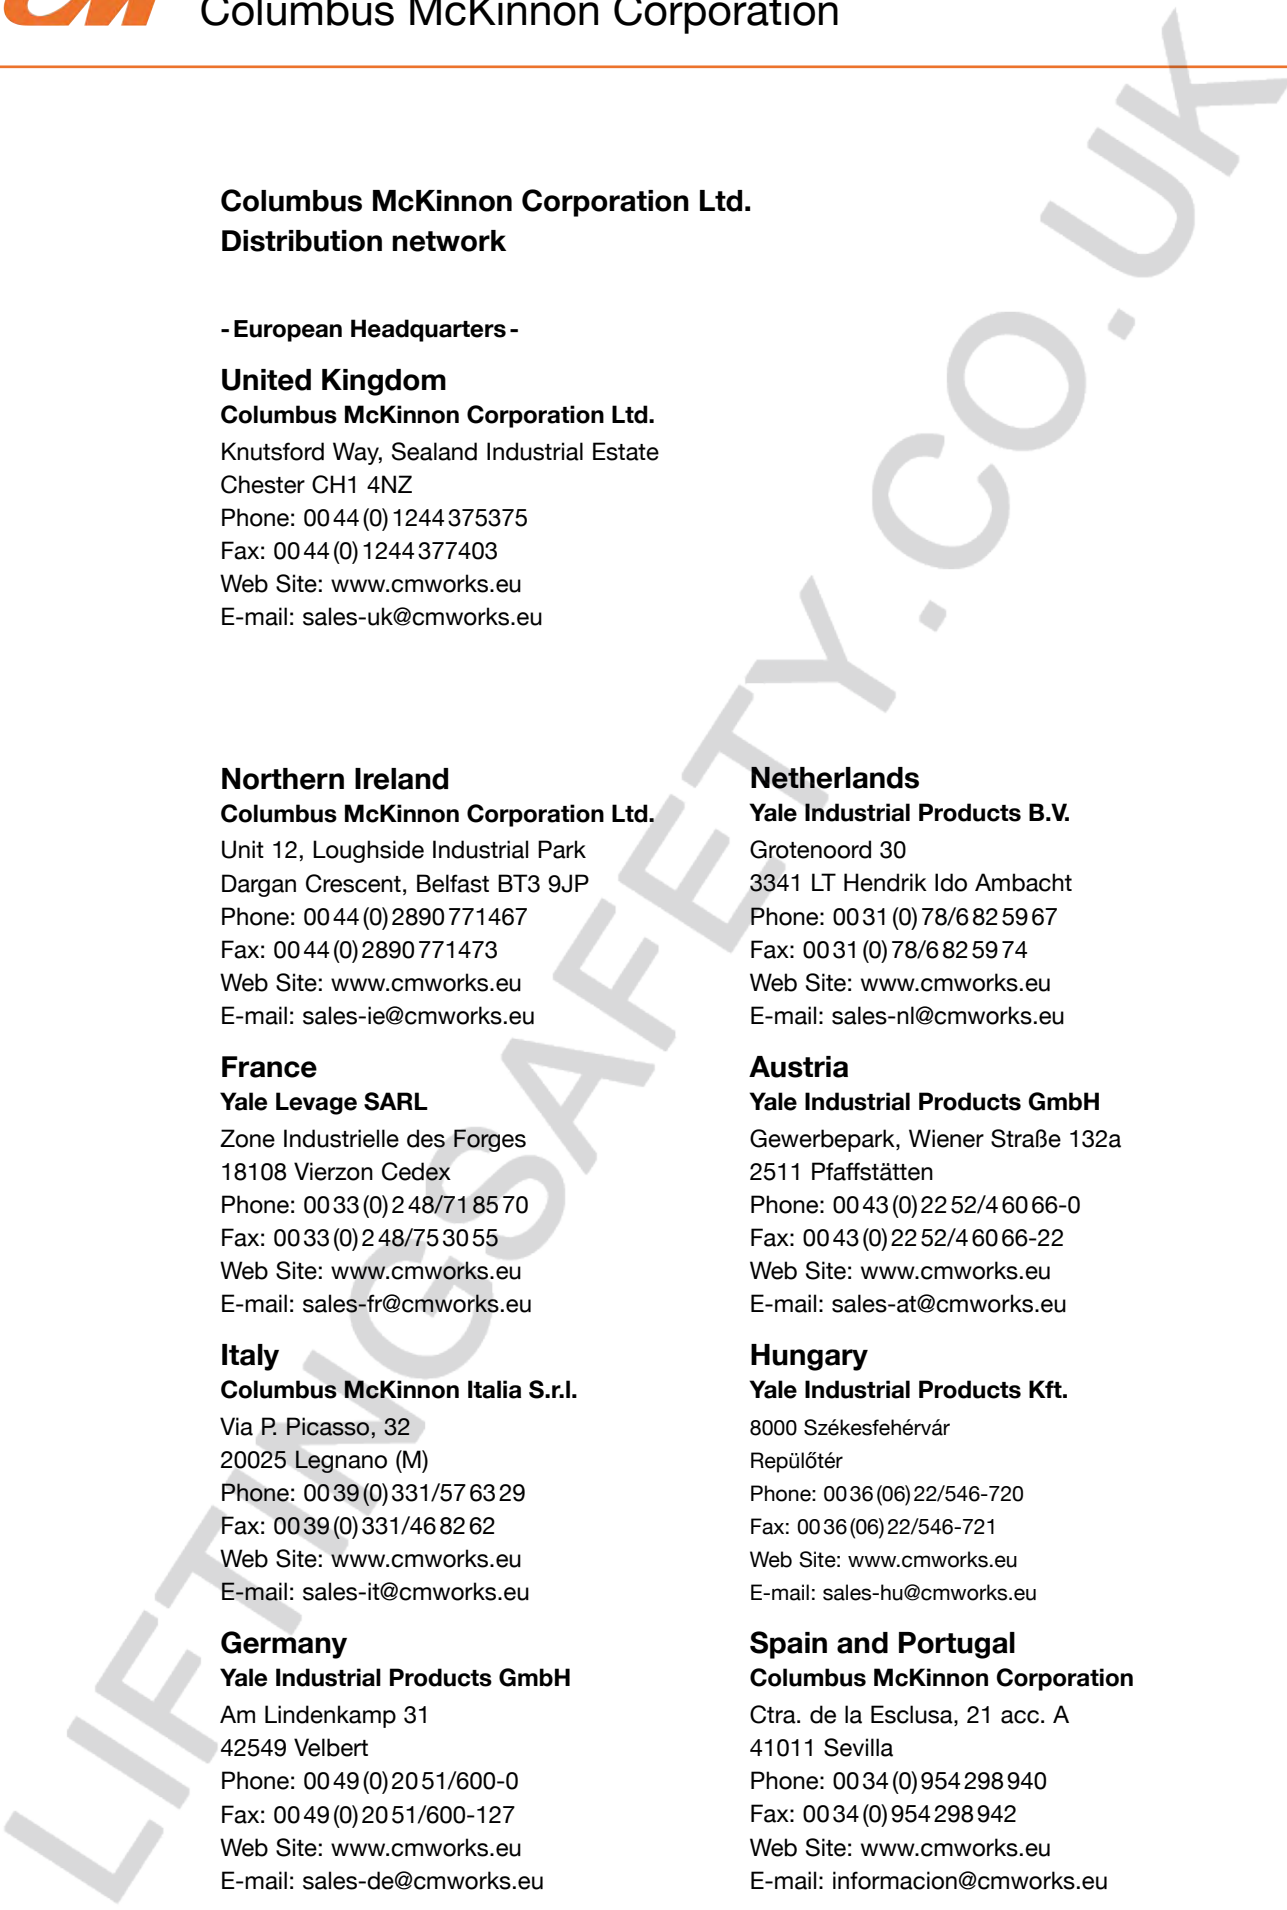 CM
Columbus McKinnon Corporation
Columbus McKinnon Corporation Ltd.
Distribution network
- European Headquarters -
United Kingdom
Columbus McKinnon Corporation Ltd.
Knutsford Way, Sealand Industrial Estate
Chester CH1 4NZ
Phone: 00 44 (0) 1244 375375
Fax: 00 44 (0) 1244 377403
Web Site: www.cmworks.eu
E-mail: sales-uk@cmworks.eu
Northern Ireland
Columbus McKinnon Corporation Ltd.
Unit 12, Loughside Industrial Park
Dargan Crescent, Belfast BT3 9JP
Phone: 00 44 (0) 2890 771467
Fax: 00 44 (0) 2890 771473
Web Site: www.cmworks.eu
E-mail: sales-ie@cmworks.eu
France
Yale Levage SARL
Zone Industrielle des Forges
18108 Vierzon Cedex
Phone: 00 33 (0) 2 48/71 85 70
Fax: 00 33 (0) 2 48/75 30 55
Web Site: www.cmworks.eu
E-mail: sales-fr@cmworks.eu
Italy
Columbus McKinnon Italia S.r.l.
Via P. Picasso, 32
20025 Legnano (M)
Phone: 00 39 (0) 331/57 63 29
Fax: 00 39 (0) 331/46 82 62
Web Site: www.cmworks.eu
E-mail: sales-it@cmworks.eu
Germany
Yale Industrial Products GmbH
Am Lindenkamp 31
42549 Velbert
Phone: 00 49 (0) 20 51/600-0
Fax: 00 49 (0) 20 51/600-127
Web Site: www.cmworks.eu
E-mail: sales-de@cmworks.eu
Netherlands
Yale Industrial Products B.V.
Grotenoord 30
3341 LT Hendrik Ido Ambacht
Phone: 00 31 (0) 78/6 82 59 67
Fax: 00 31 (0) 78/6 82 59 74
Web Site: www.cmworks.eu
E-mail: sales-nl@cmworks.eu
Austria
Yale Industrial Products GmbH
Gewerbepark, Wiener Straße 132a
2511 Pfaffstätten
Phone: 00 43 (0) 22 52/4 60 66-0
Fax: 00 43 (0) 22 52/4 60 66-22
Web Site: www.cmworks.eu
E-mail: sales-at@cmworks.eu
Hungary
Yale Industrial Products Kft.
8000 Székesfehérvár
Repülőtér
Phone: 00 36 (06) 22/546-720
Fax: 00 36 (06) 22/546-721
Web Site: www.cmworks.eu
E-mail: sales-hu@cmworks.eu
Spain and Portugal
Columbus McKinnon Corporation
Ctra. de la Esclusa, 21 acc. A
41011 Sevilla
Phone: 00 34 (0) 954 298 940
Fax: 00 34 (0) 954 298 942
Web Site: www.cmworks.eu
E-mail: informacion@cmworks.eu
LIFTINGSAFETY.CO.UK